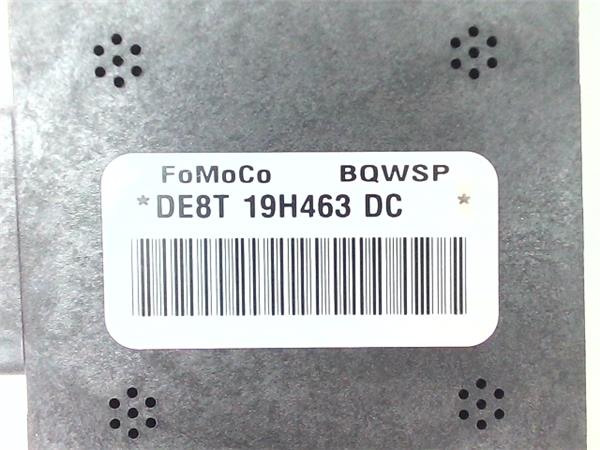 FoMoCo BQWSP
*DE8T 19H463 DC *